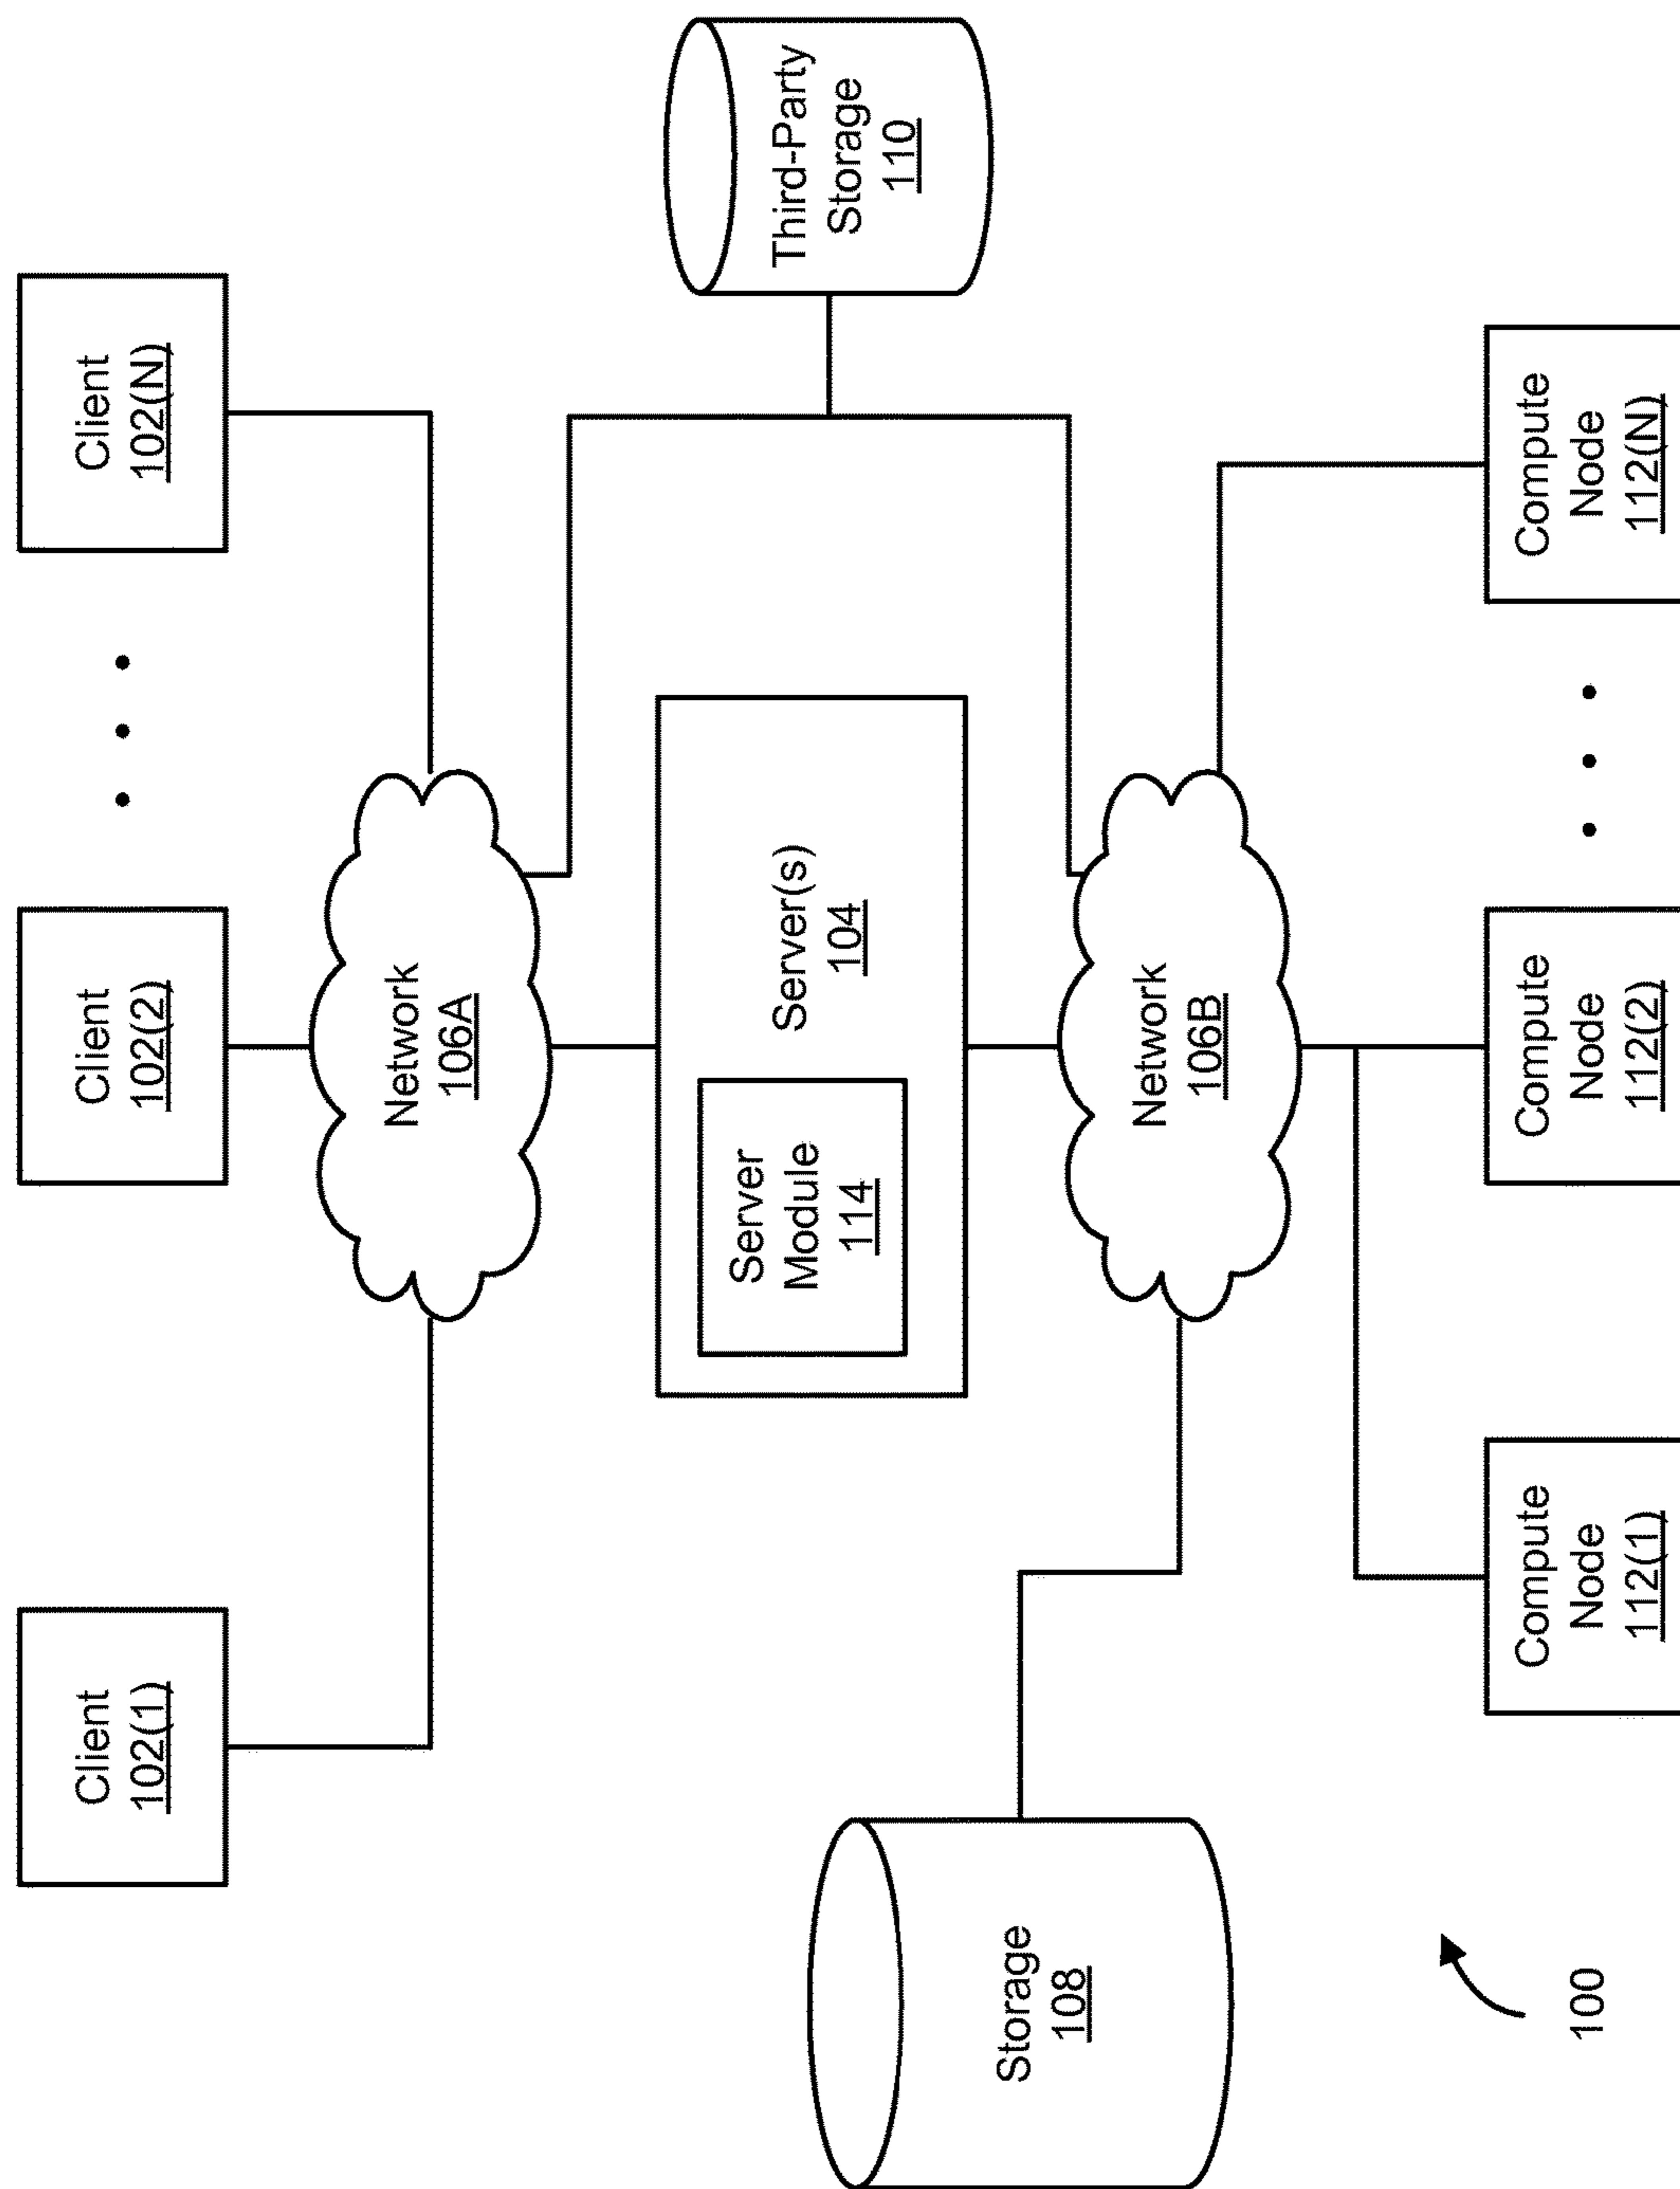 Client
102(1)
Client
102(2)
Client
102(N)
Network
106A
Server(s)
104
Server
Module
114
Third-Party
Storage
110
Storage
108
Network
106B
Compute
Node
112(1)
Compute
Node
112(2)
Compute
Node
112(N)
100